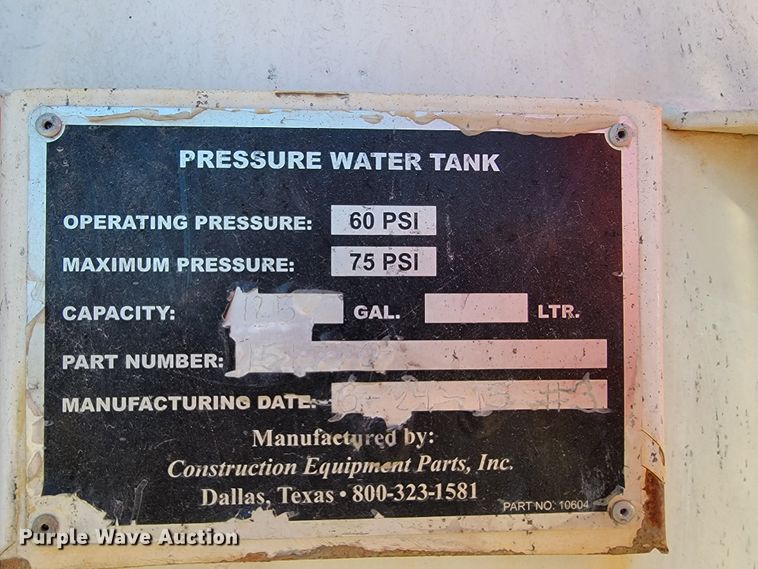 PRESSURE WATER TANK
OPERATING PRESSURE: 60 PSI
MAXIMUM PRESSURE: 75 PSI
CAPACITY: 125 GAL. LTR.
PART NUMBER:
MANUFACTURING DATE:
Manufactured by:
Construction Equipment Parts, Inc.
Dallas, Texas • 800-323-1581
PART NO: 10604
Purple Wave Auction